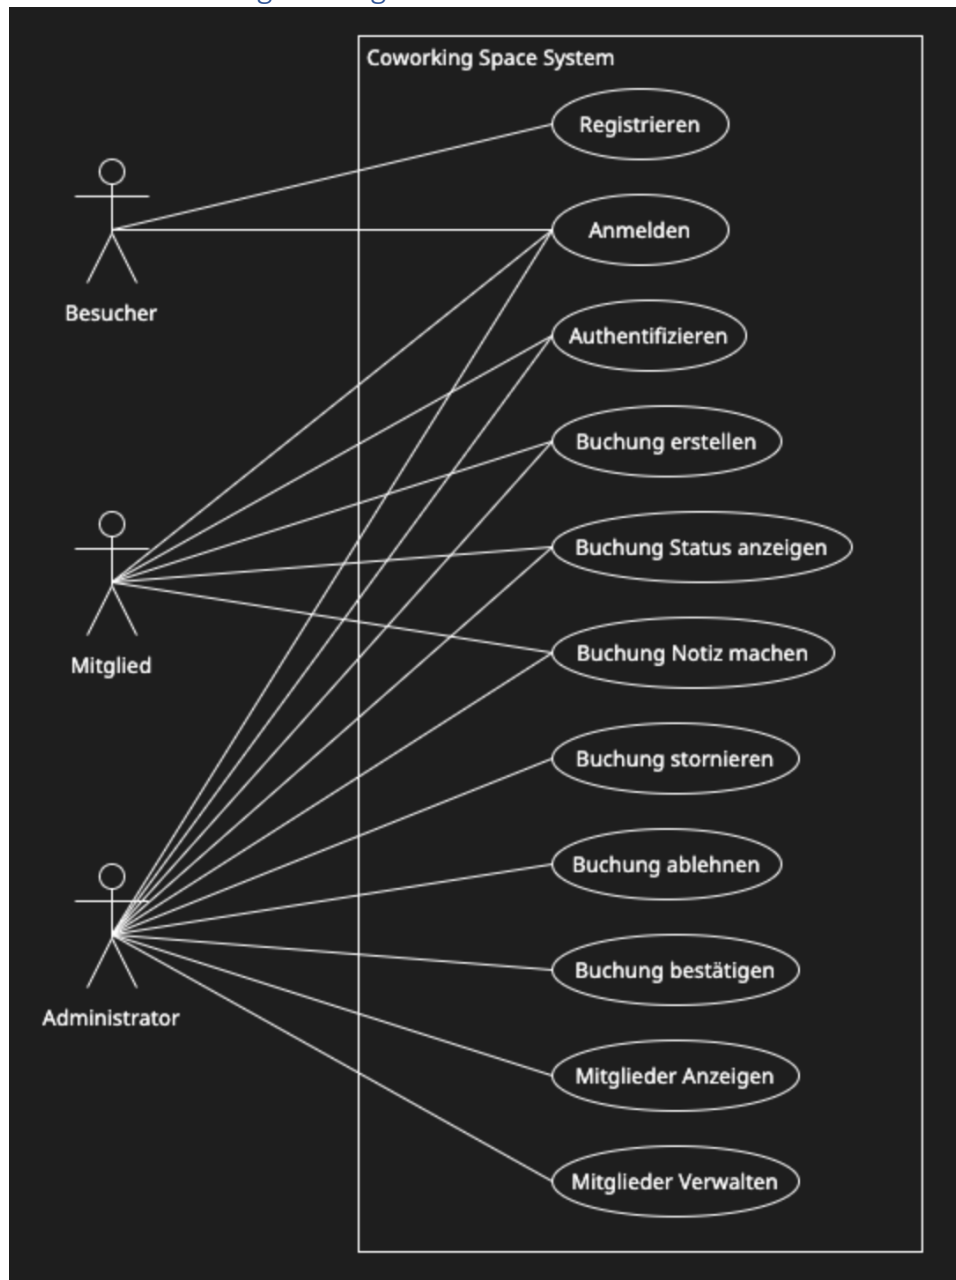 Coworking Space System
Registrieren
Anmelden
Besucher
Authentifizieren
Buchung erstellen
Buchung Status anzeigen
Buchung Notiz machen
Mitglied
Buchung stornieren
Buchung ablehnen
Buchung bestätigen
Administrator
Mitglieder Anzeigen
Mitglieder Verwalten